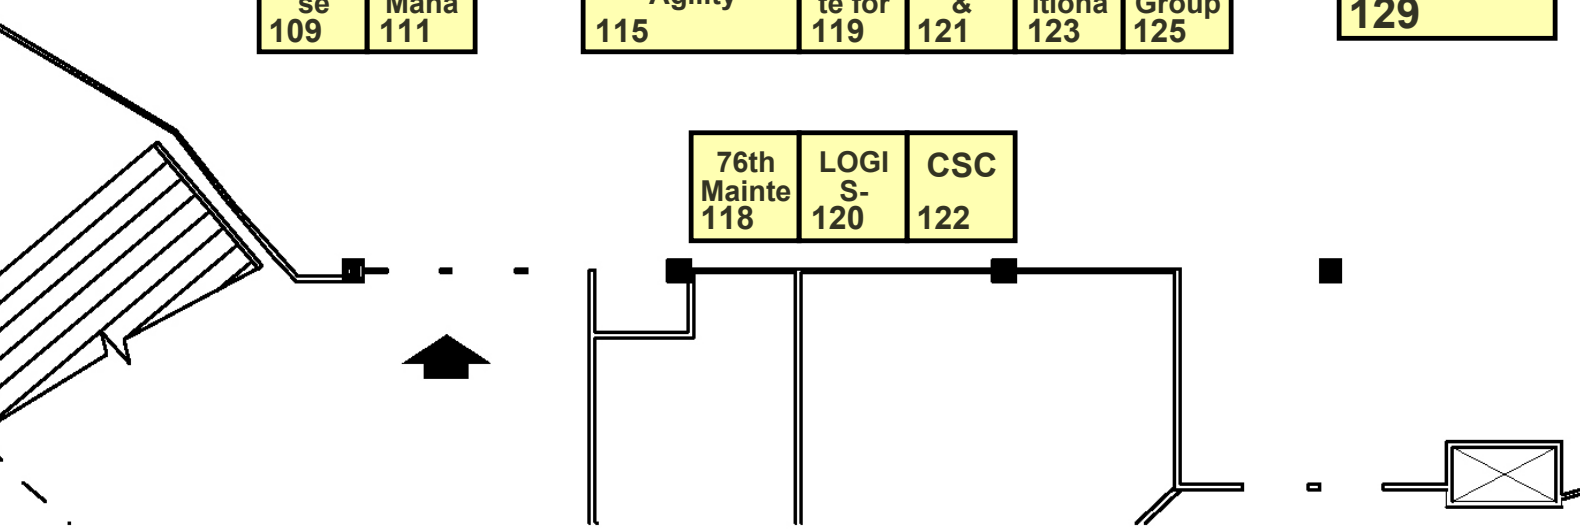 se
109
Mana
111
Agility
115
te for
119
&
121
itiona
123
Group
125
129
76th
Mainte
118
LOGI
S-
120
CSC
122